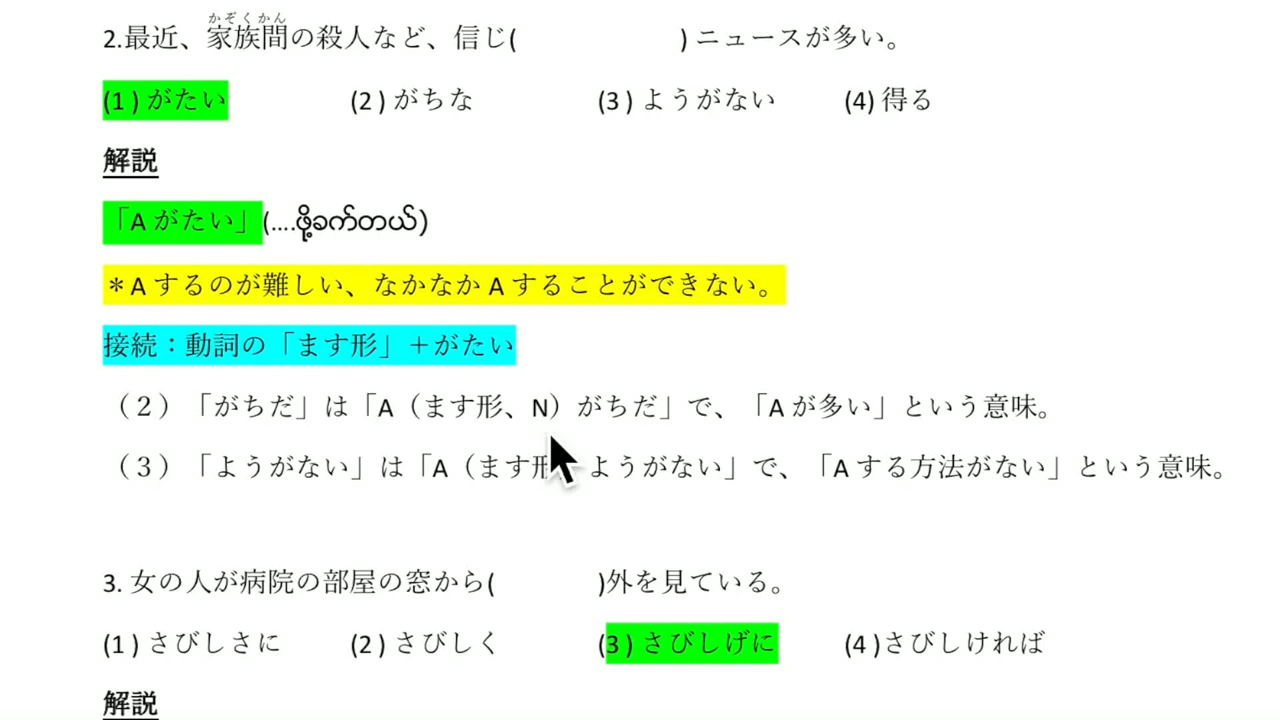 かぞくかん
2.最近、家族間の殺人など、信じ( ) ニュースが多い。
(1 ) がたい (2 ) がちな (3 ) ようがない (4) 得る
解説
「A がたい」(....ဖို့ခက်တယ်)
＊A するのが難しい、なかなか A することができない。
接続：動詞の「ます形」＋がたい
（２）「がちだ」は「A（ます形、N）がちだ」で、「A が多い」という意味。
（３）「ようがない」は「A（ます形 ようがない」で、「A する方法がない」という意味。
3. 女の人が病院の部屋の窓から( )外を見ている。
(1 ) さびしさに (2 ) さびしく (3 ) さびしげに (4 )さびしければ
解説